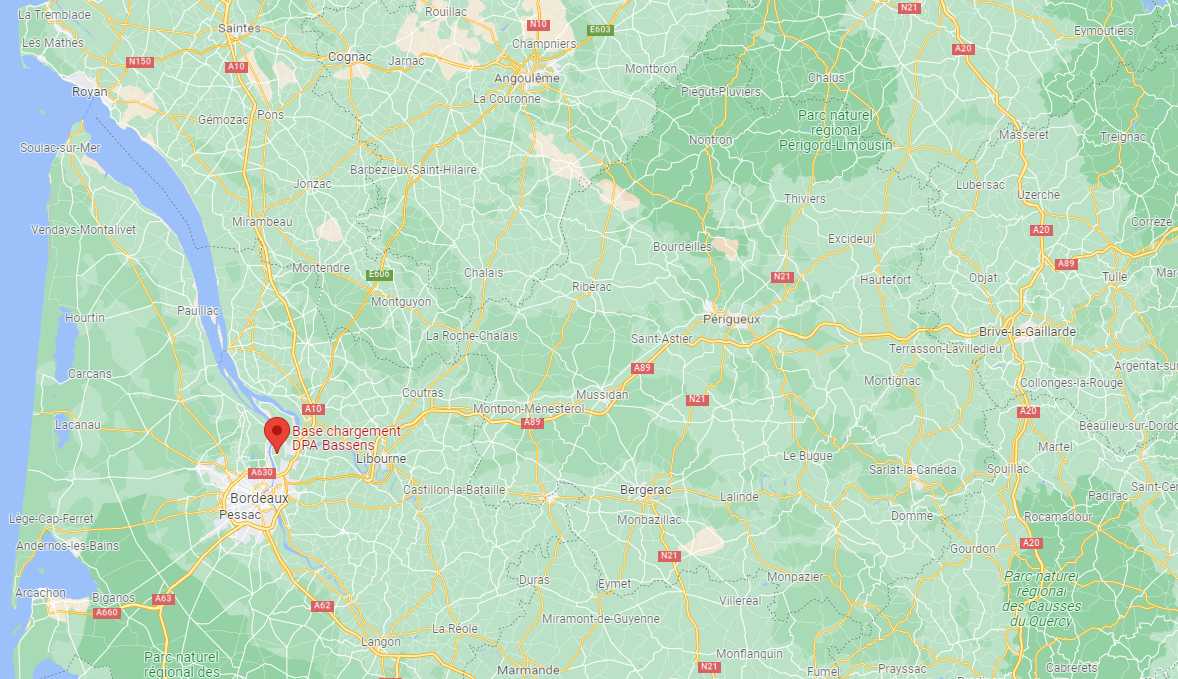 La Tremblade
Rouillac
N21
Saintes
N10
E603
Eymoutiers
Les Mathes
Champniers
A20
N150
A10
Cognac
Jarnac
Montbron
Angoulême
Chalus
Royan
La Couronne
Piégut-Pluviers
Gémozac
Pons
Parc naturel
régional
Périgord-Limousin
Masseret
Treignac
Soulac-sur-Mer
Nontron
Barbezieux-Saint-Hilaire
Jonzac
Lubersac
Uzerche
Thiviers
Mirambeau
Corrèze
Vendays-Montalivet
A20
Bourdeilles
Excideuil
A89
Montendre
E606
Chalais
N21
Hautefort
Objat
Tulle
Mar
Ribérac
Montguyon
Pauillac
Hourtin
Périgueux
La Roche-Chalais
Saint-Astier
Brive-la-Gaillarde
Terrasson-Lavilledieu
A89
Argentat-sur
Carcans
Montignac
Collonges-la-Rouge
Coutras
Mussidan
N21
A10
Montpon-Ménestérol
A20
A89
Lacanau
Beaulieu-sur-Dordo
Base chargement
DPA Bassens
Martel
Libourne
Le Bugue
Sarlat-la-Canéda
Souillac
A630
Castillon-la-Bataille
Bergerac
Lalinde
Saint-Cér
Bordeaux
Padirac
Pessac
Domme
Rocamadour
Lège-Cap-Ferret
Monbazillac
Andernos-les-Bains
A20
Gourdon
N21
Duras
Eymet
Monpazier
Parc naturel
régional
des Causses
du Quercy
Arcachon
Biganos
A63
A660
A62
Villeréal
Miramont-de-Guyenne
La Réole
Langon
Monflanquin
Parc naturel
régional des
Marmande
N21
Fumel
Prayssac
Cabrerets